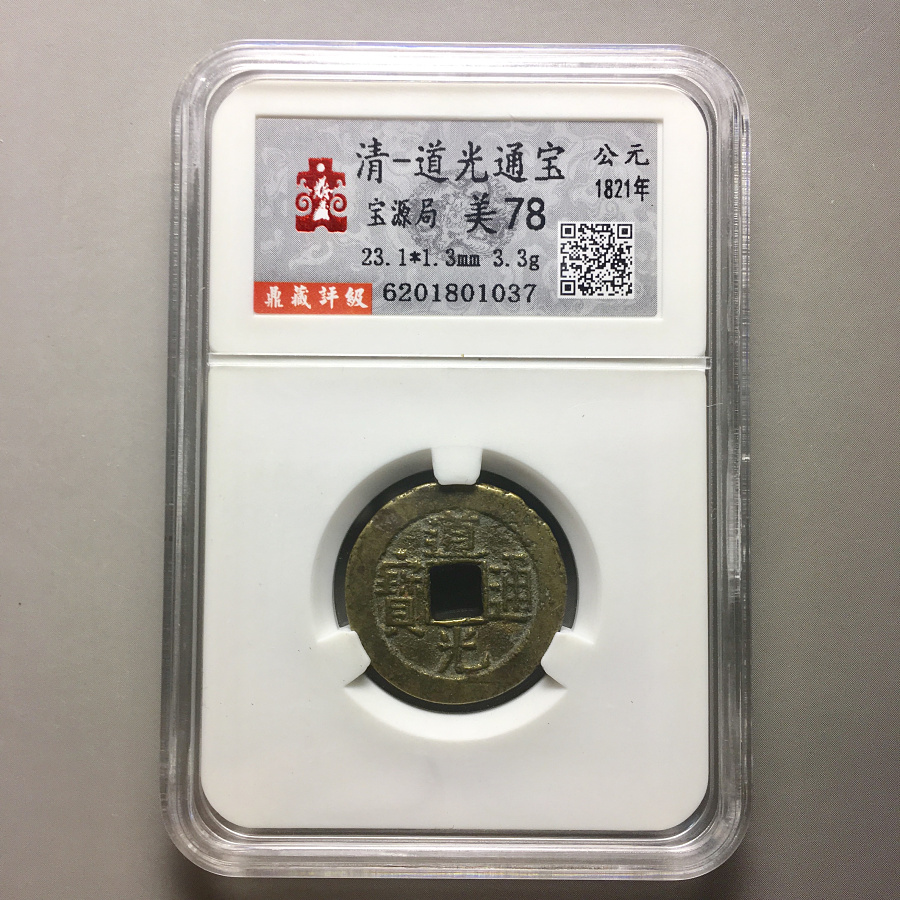 清-道光通宝
公元
1821年
宝源局 美78
23.1*1.3mm 3.3g
鼎藏評級 6201801037
道光通寶